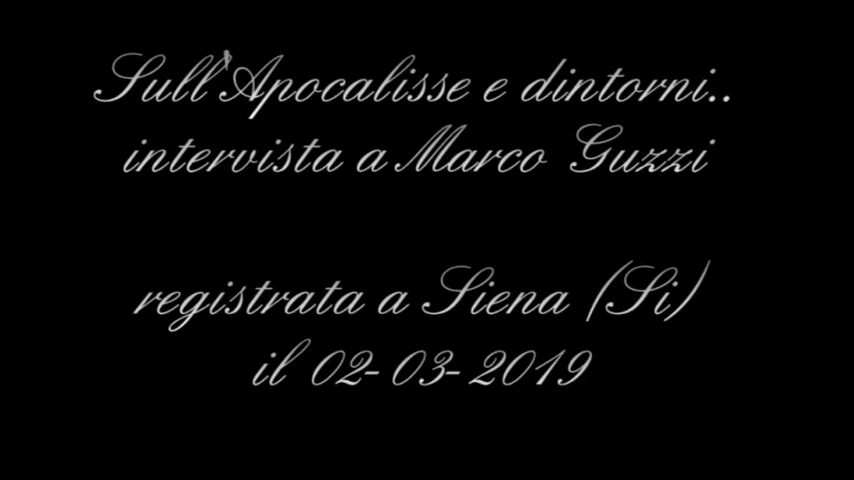 Sull'Apocalisse e dintorni..
intervista a Marco Guzzi
registrata a Siena (Si)
il 02-03-2019